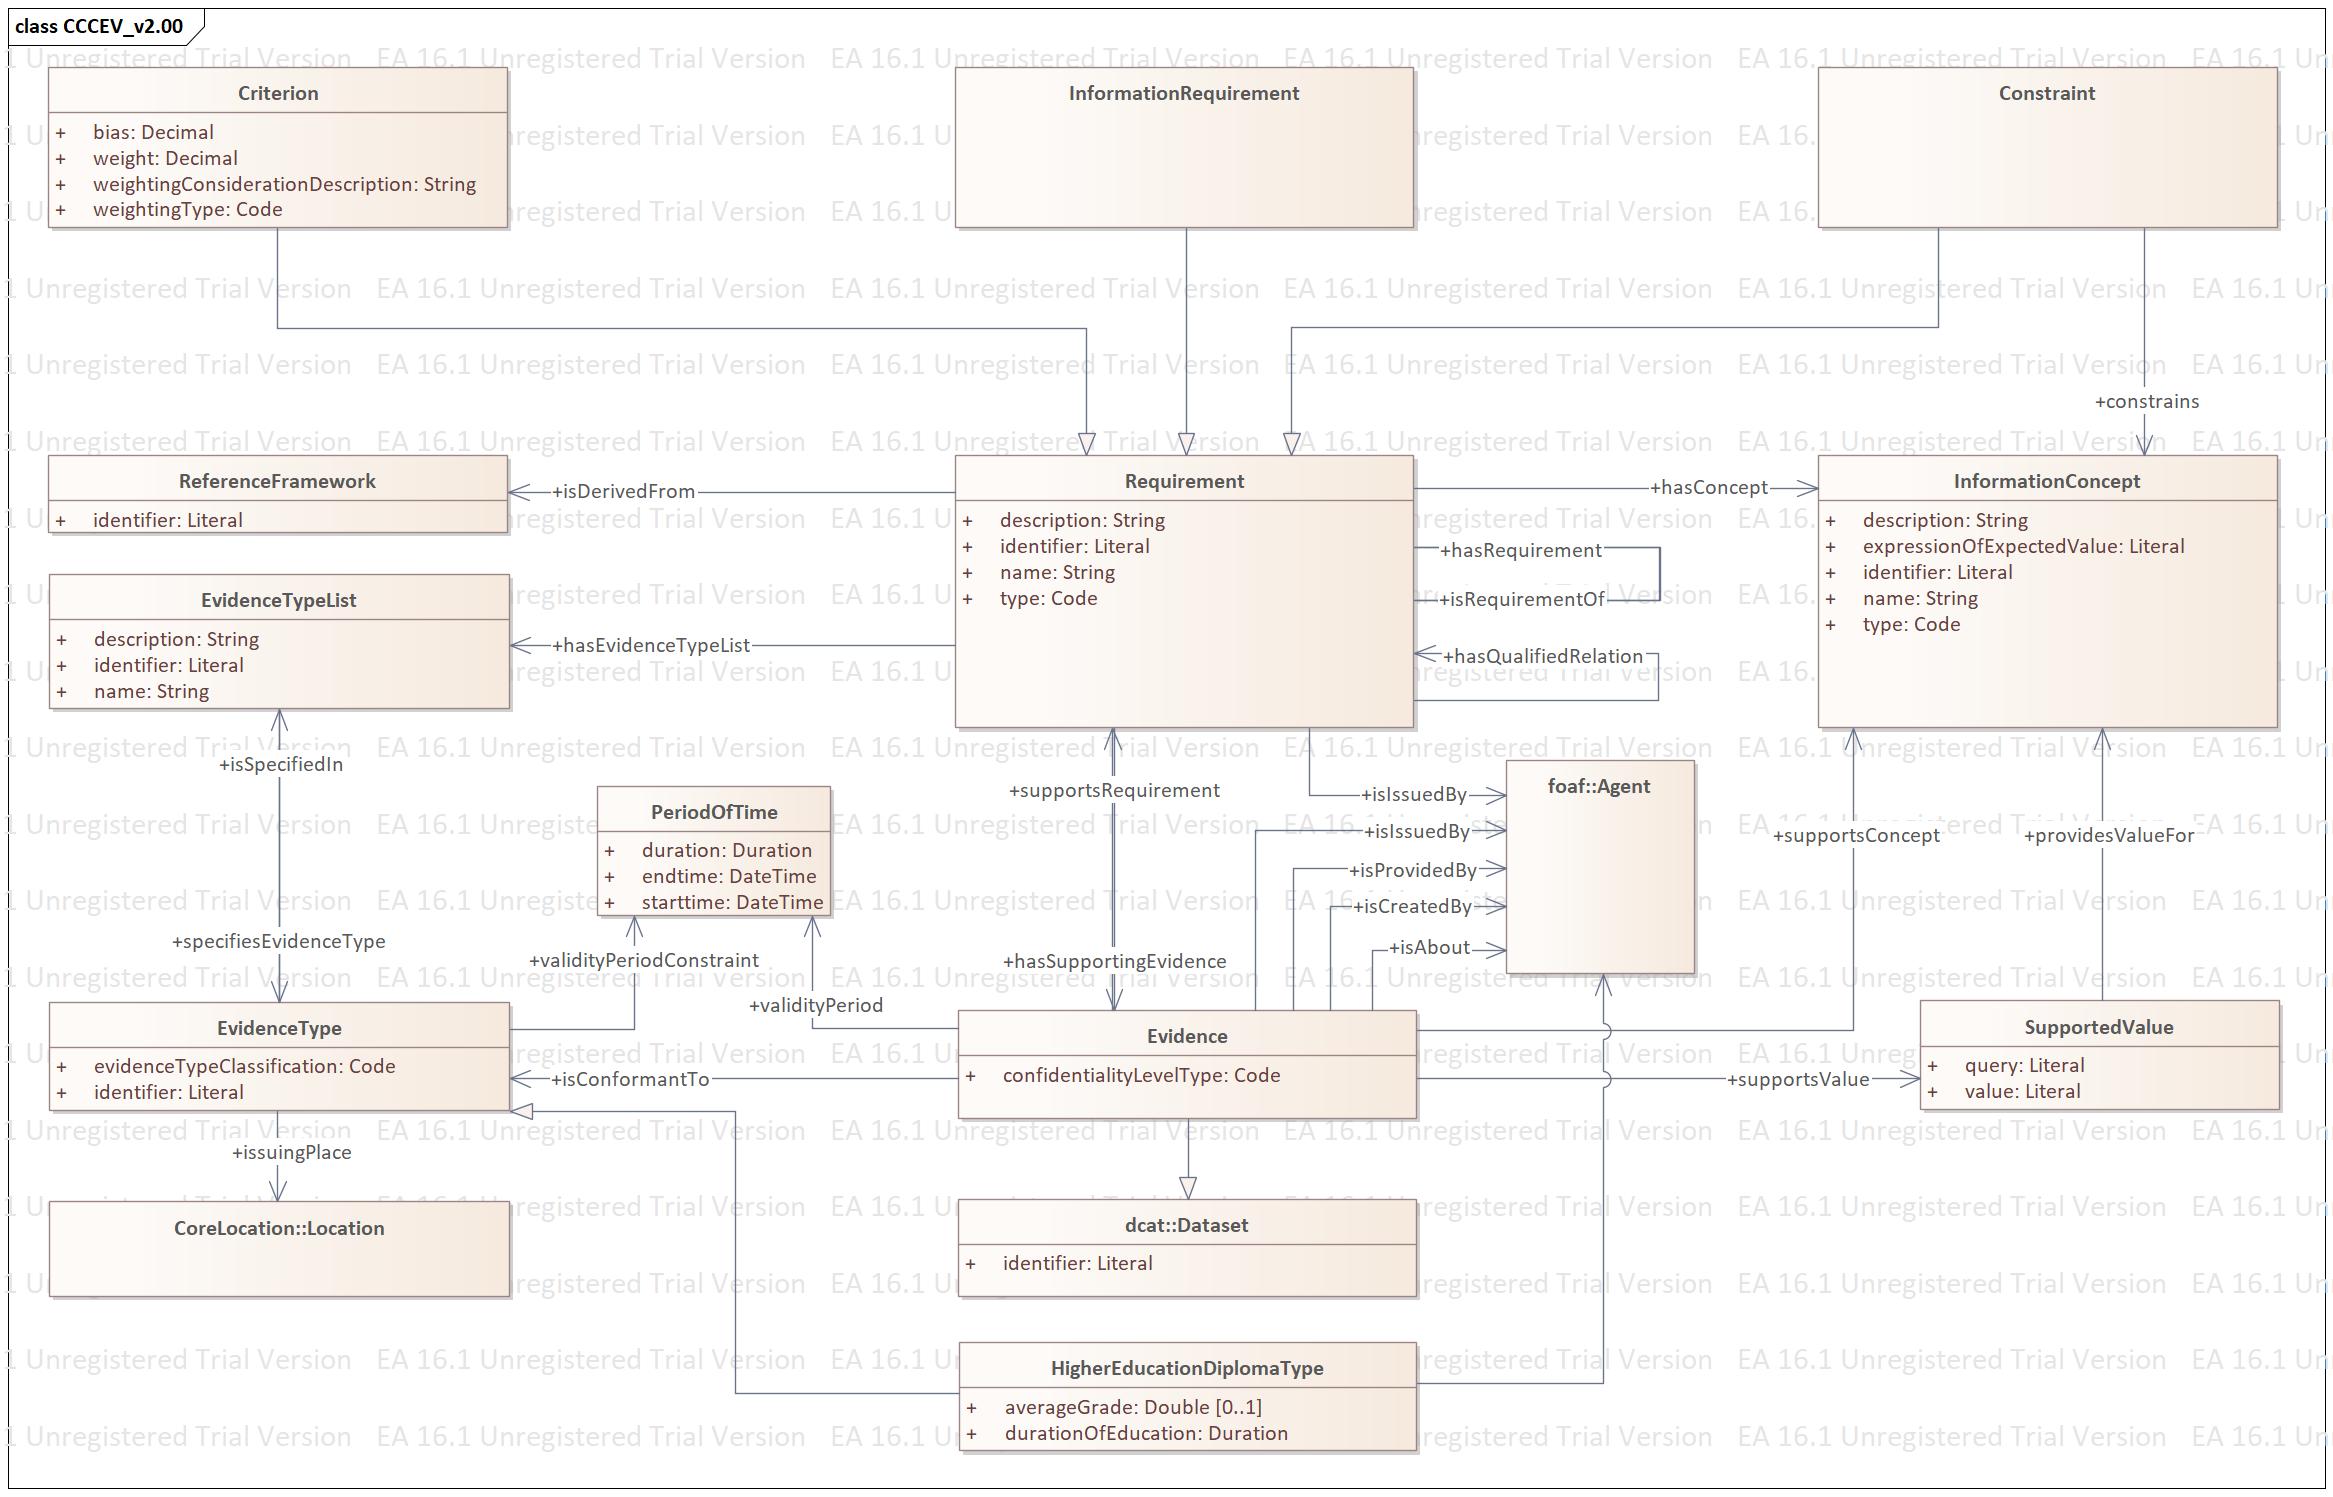 class CCCEV_v2.00
EA 16.1 Unregistered Trial Version
Criterion
+ bias: Decimal
+ weight: Decimal
+ weightingConsiderationDescription: String
+ weightingType: Code
InformationRequirement
Constraint
+constrains
ReferenceFramework
+ identifier: Literal
+isDerivedFrom
Requirement
+ description: String
+ identifier: Literal
+ name: String
+ type: Code
+hasConcept
+hasRequirement
+isRequirementOf
+hasQualifiedRelation
InformationConcept
+ description: String
+ expressionOfExpectedValue: Literal
+ identifier: Literal
+ name: String
+ type: Code
EvidenceTypeList
+ description: String
+ identifier: Literal
+ name: String
+hasEvidenceTypeList
+isSpecifiedIn
+specifiesEvidenceType
PeriodOfTime
+ duration: Duration
+ endtime: DateTime
+ starttime: DateTime
+validityPeriodConstraint
+validityPeriod
+supportsRequirement
+hasSupportingEvidence
foaf::Agent
+isIssuedBy
+isIssuedBy
+isProvidedBy
+isCreatedBy
+isAbout
+supportsConcept
+providesValueFor
EvidenceType
+ evidenceTypeClassification: Code
+ identifier: Literal
+isConformantTo
Evidence
+ confidentialityLevelType: Code
+supportsValue
SupportedValue
+ query: Literal
+ value: Literal
+issuingPlace
CoreLocation::Location
dcat::Dataset
+ identifier: Literal
HigherEducationDiplomaType
+ averageGrade: Double [0..1]
+ durationOfEducation: Duration